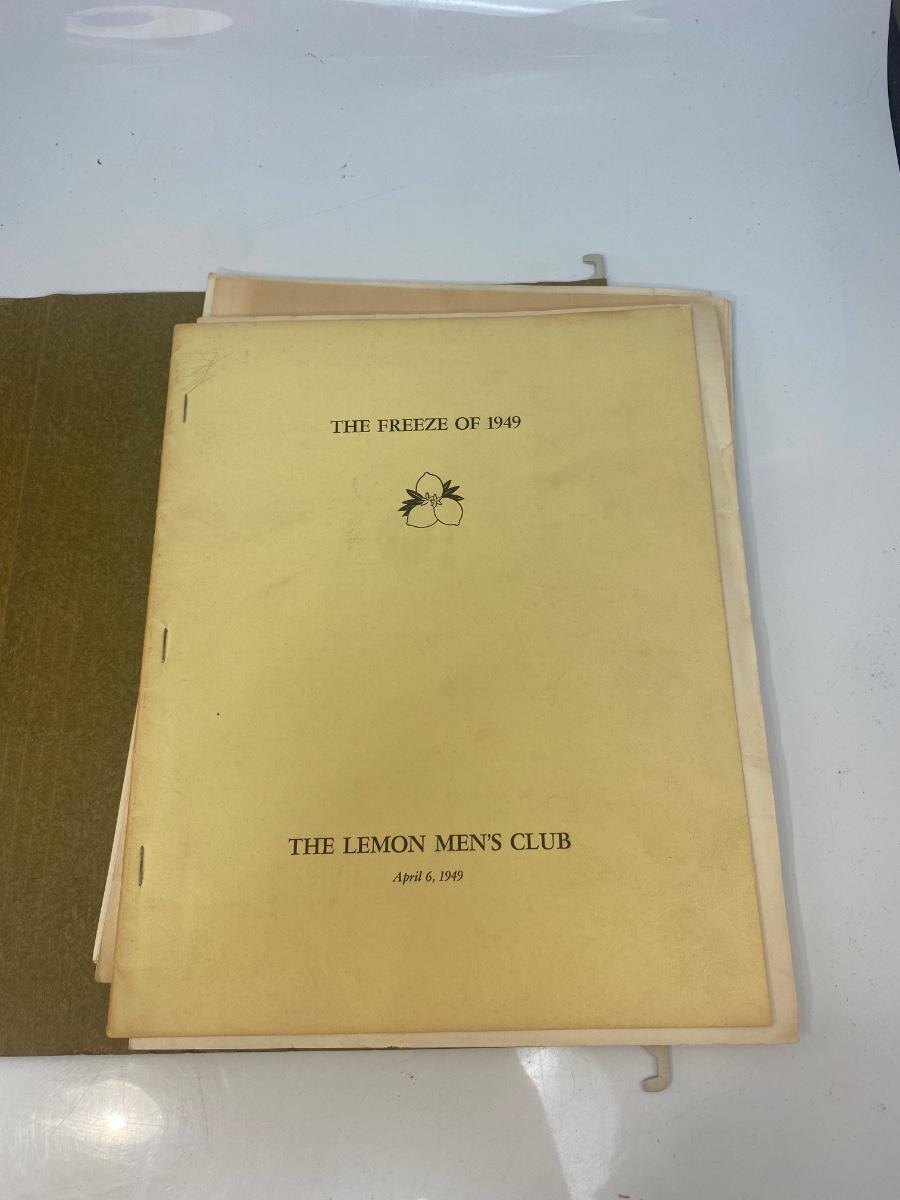 THE FREEZE OF 1949
THE LEMON MEN'S CLUB
April 6, 1949